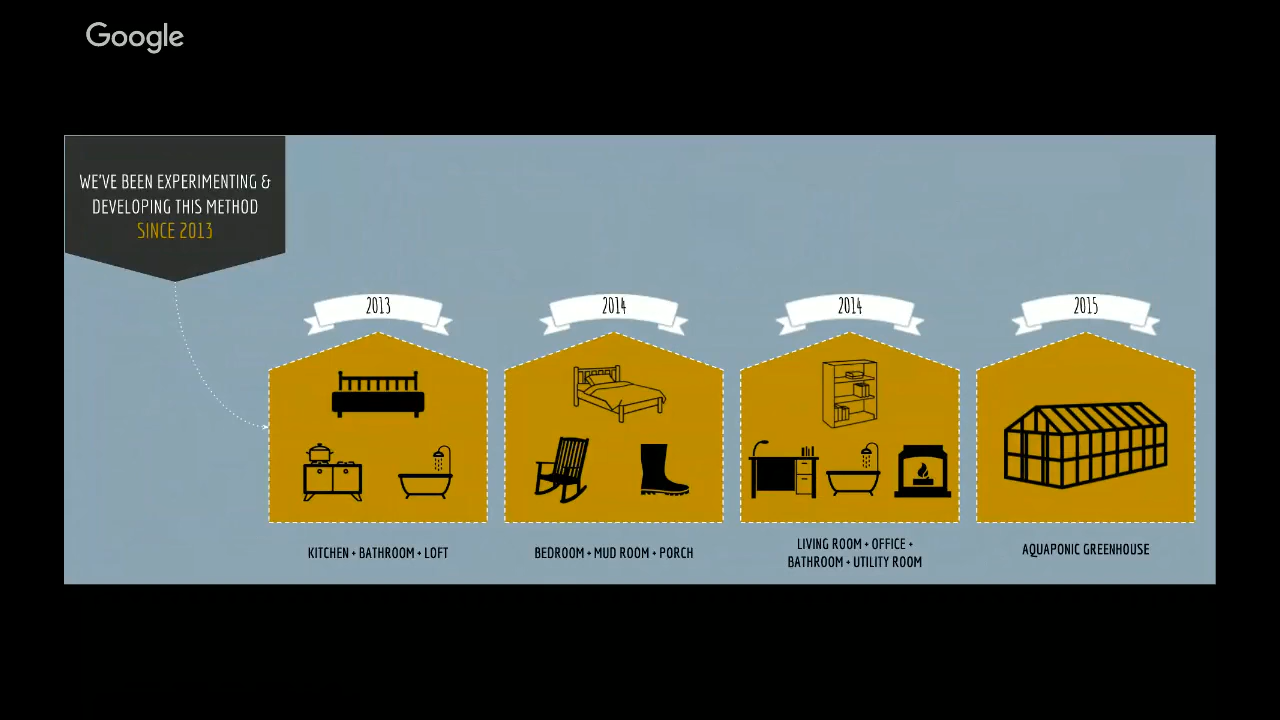 Google
WE'VE BEEN EXPERIMENTING &
DEVELOPING THIS METHOD
SINCE 2013
2013
2014
2014
2015
KITCHEN + BATHROOM + LOFT
BEDROOM + MUD ROOM + PORCH
LIVING ROOM + OFFICE +
BATHROOM + UTILITY ROOM
AQUAPONIC GREENHOUSE